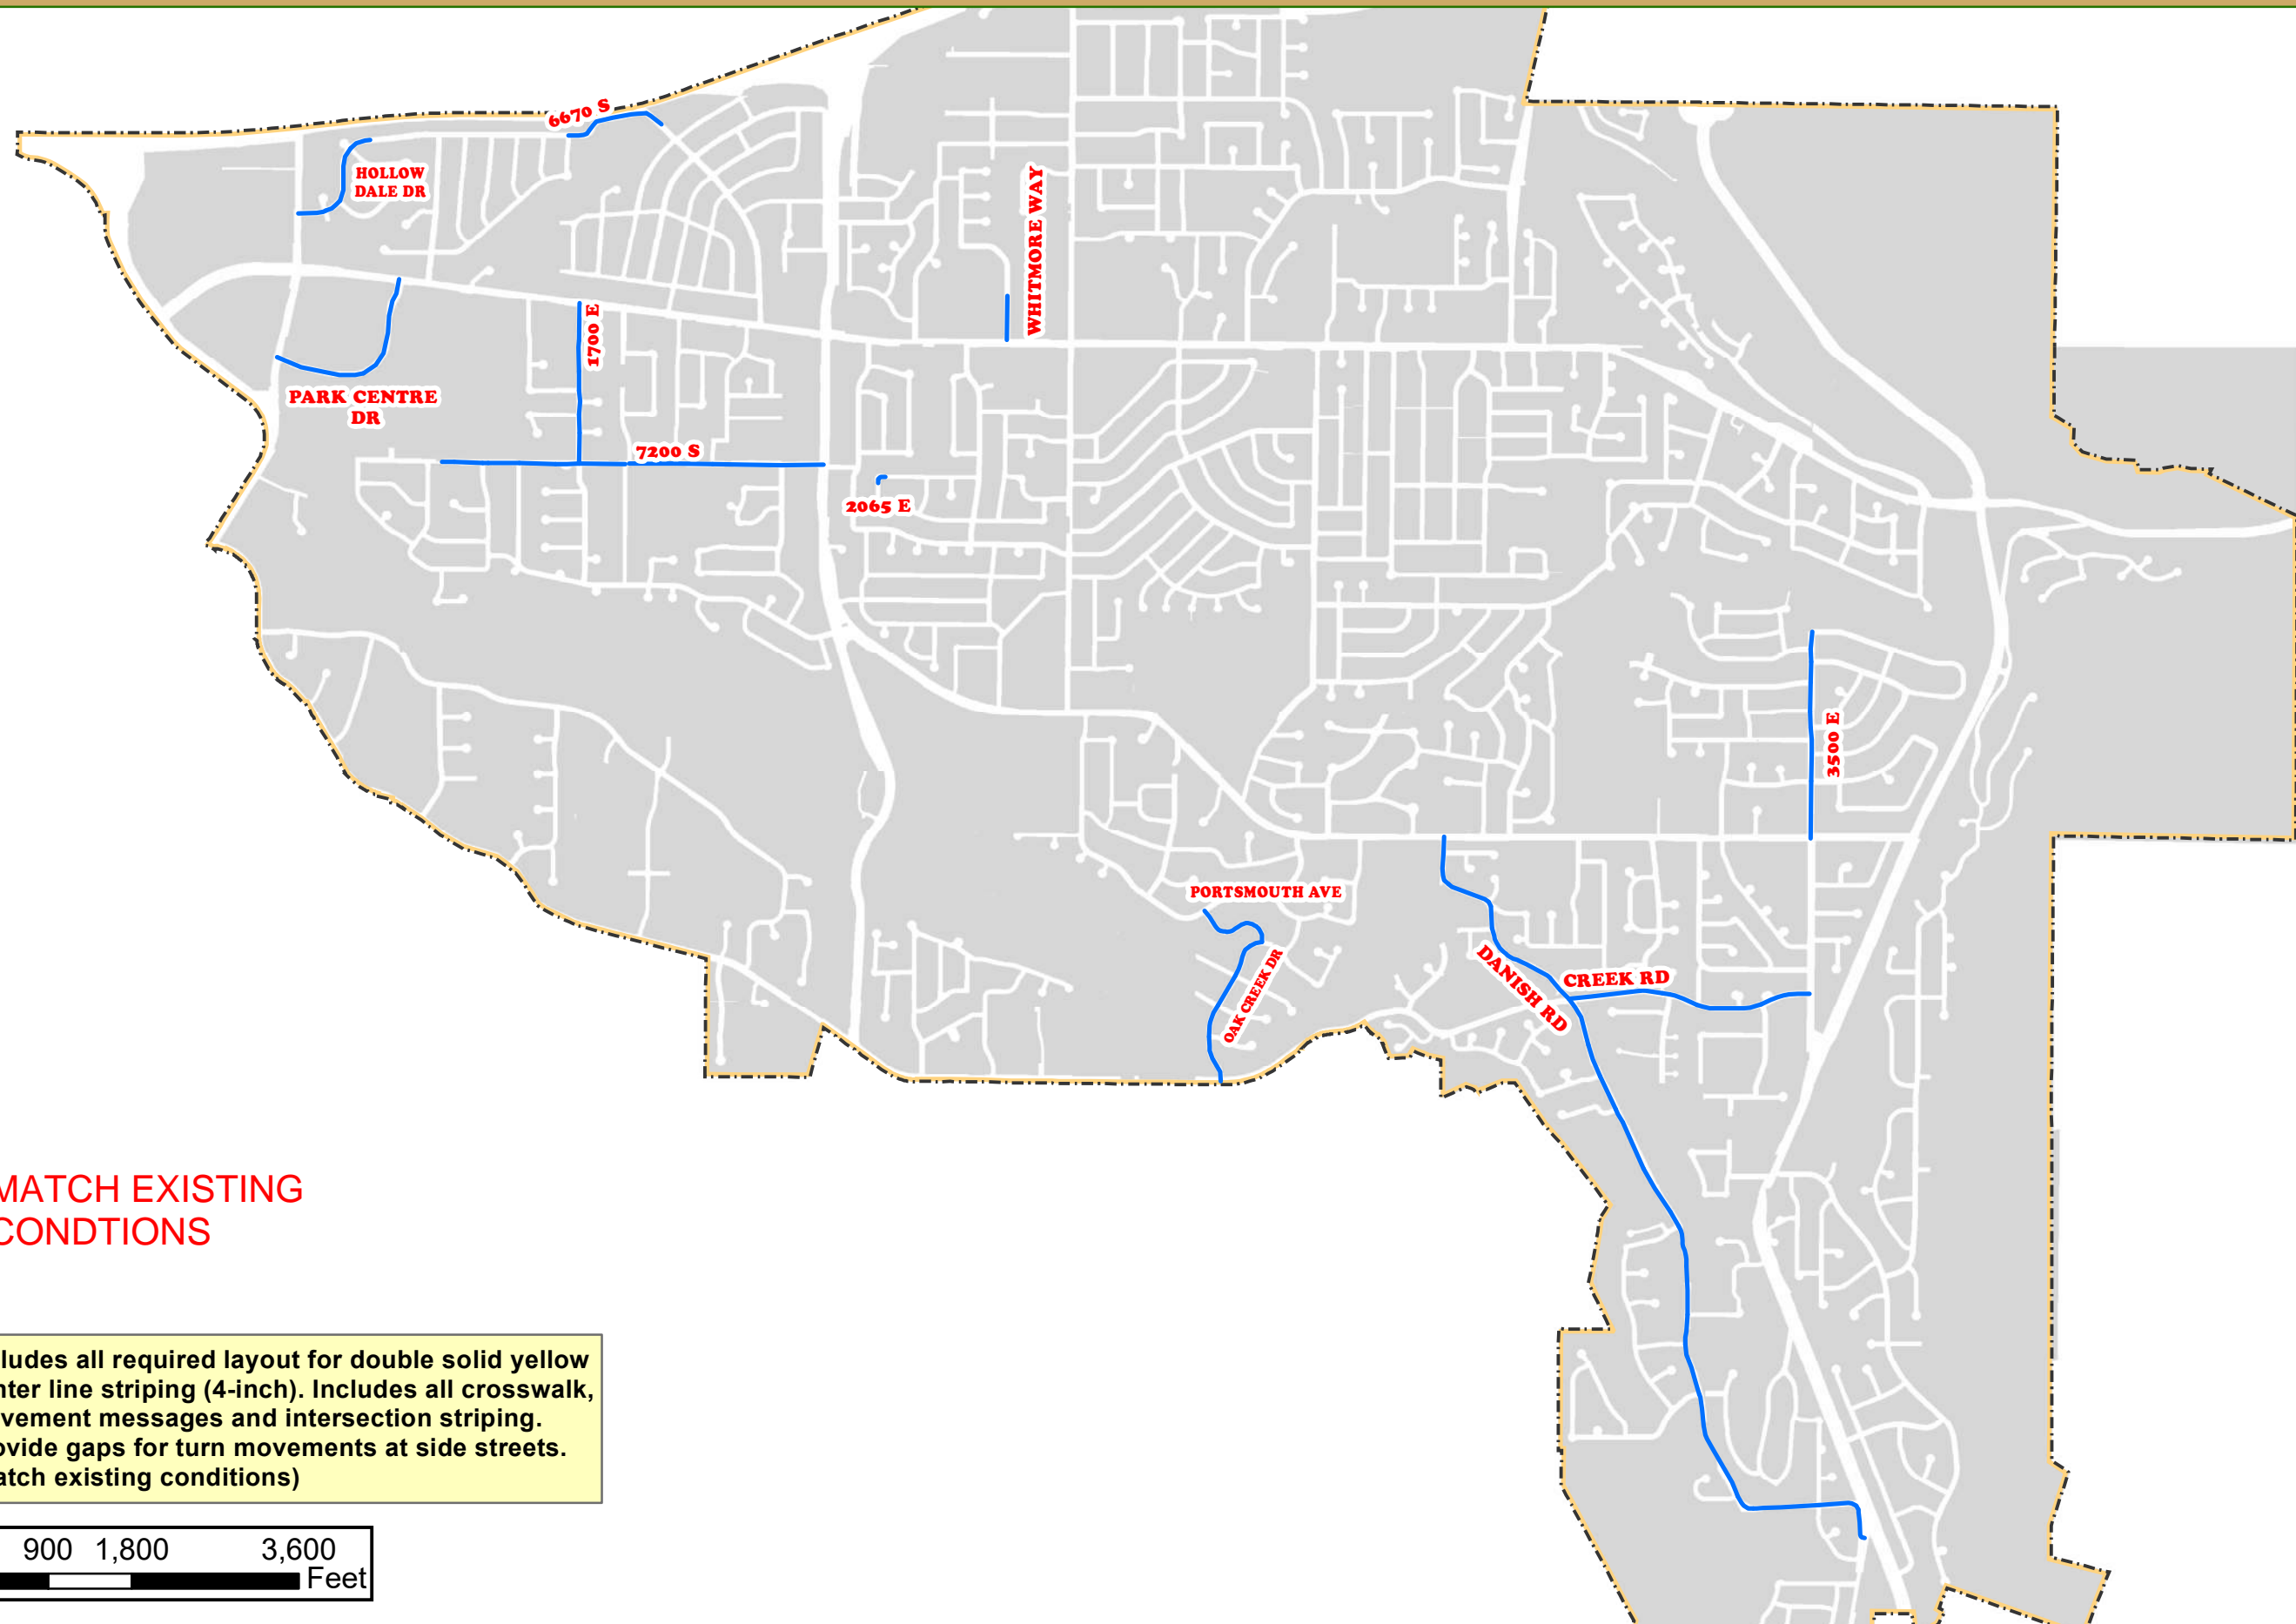 6670 S
HOLLOW
DALE DR
WHITMORE WAY
1700 E
PARK CENTRE
DR
7200 S
2065 E
3500 E
PORTSMOUTH AVE
OAK CREEK DR
DANISH RD
CREEK RD
MATCH EXISTING
CONDTIONS
ludes all required layout for double solid yellow
nter line striping (4-inch). Includes all crosswalk,
vement messages and intersection striping.
ovide gaps for turn movements at side streets.
atch existing conditions)
900 1,800 3,600
Feet